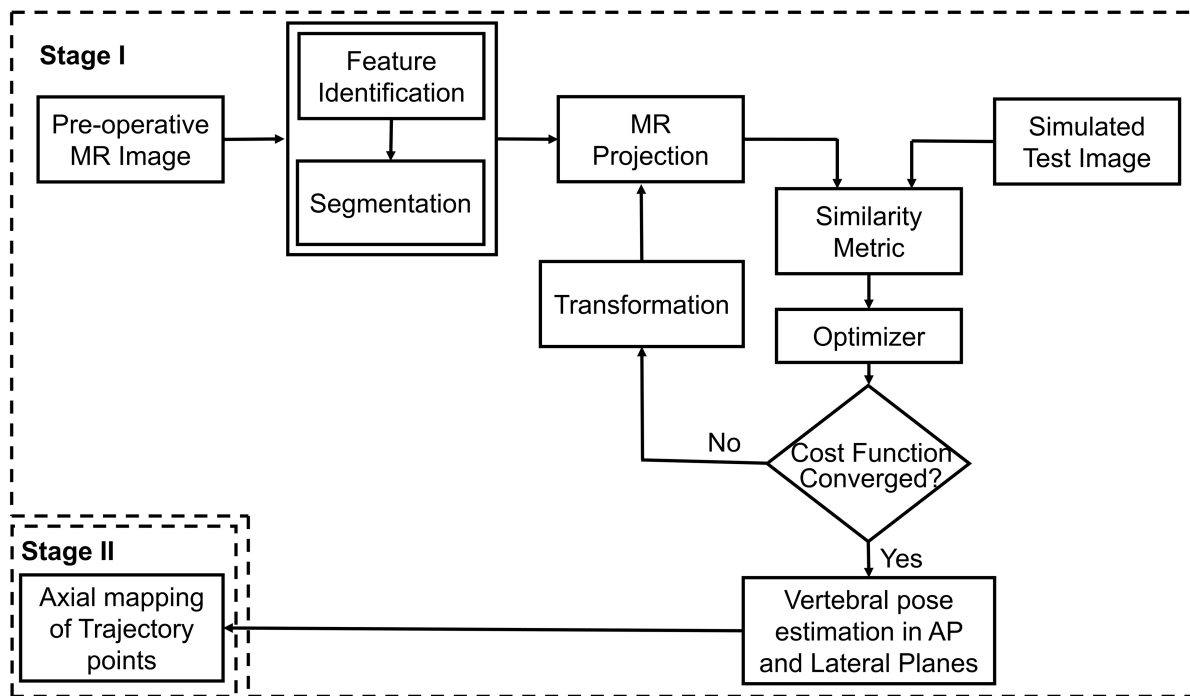 Stage I
Pre-operative
MR Image
Feature
Identification
Segmentation
MR
Projection
Simulated
Test Image
Similarity
Metric
Transformation
Optimizer
No
Cost Function
Converged?
Yes
Vertebral pose
estimation in AP
and Lateral Planes
Stage II
Axial mapping
of Trajectory
points